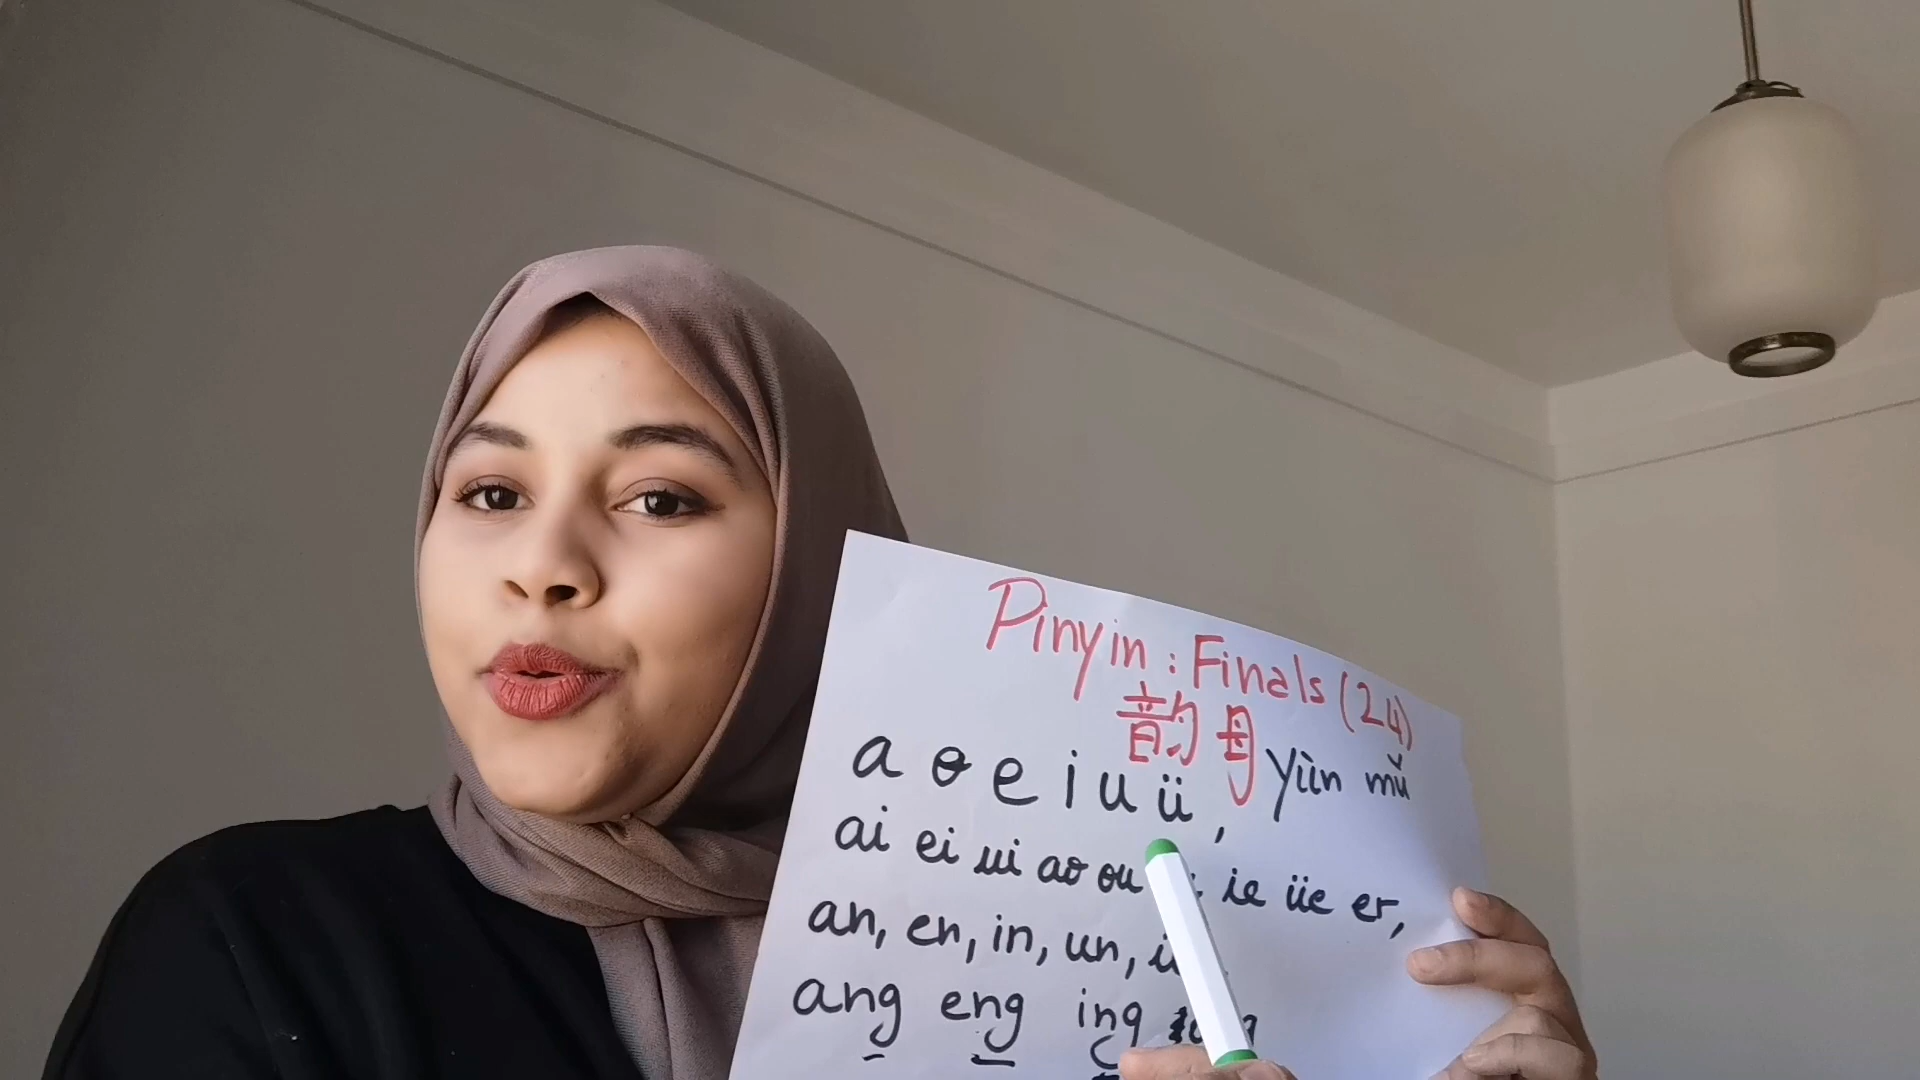 Pinyin : Finals (24)
韵母 Yùn mǔ
a o e i u ü ,
ai ei ui ao ou ie üe er,
an, en, in, un,
ang eng ing